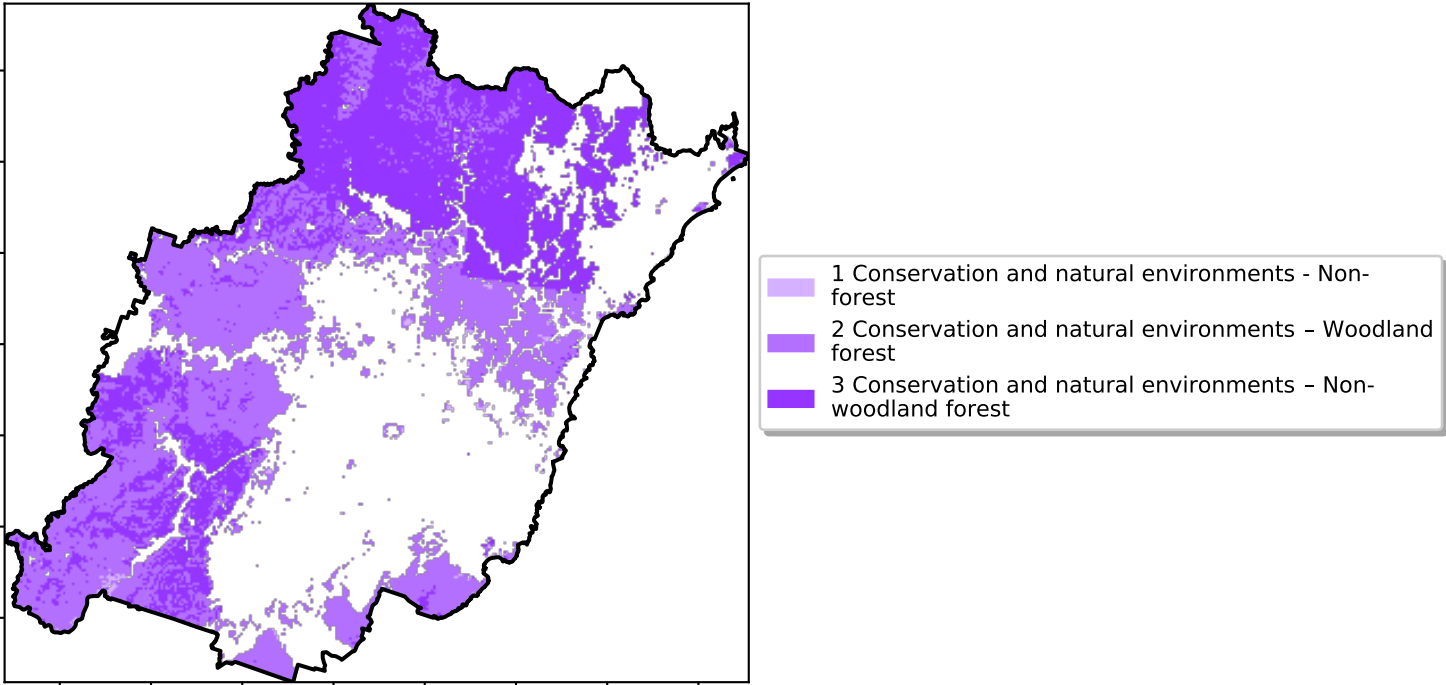 1 Conservation and natural environments - Non-
forest
2 Conservation and natural environments – Woodland
forest
3 Conservation and natural environments – Non-
woodland forest